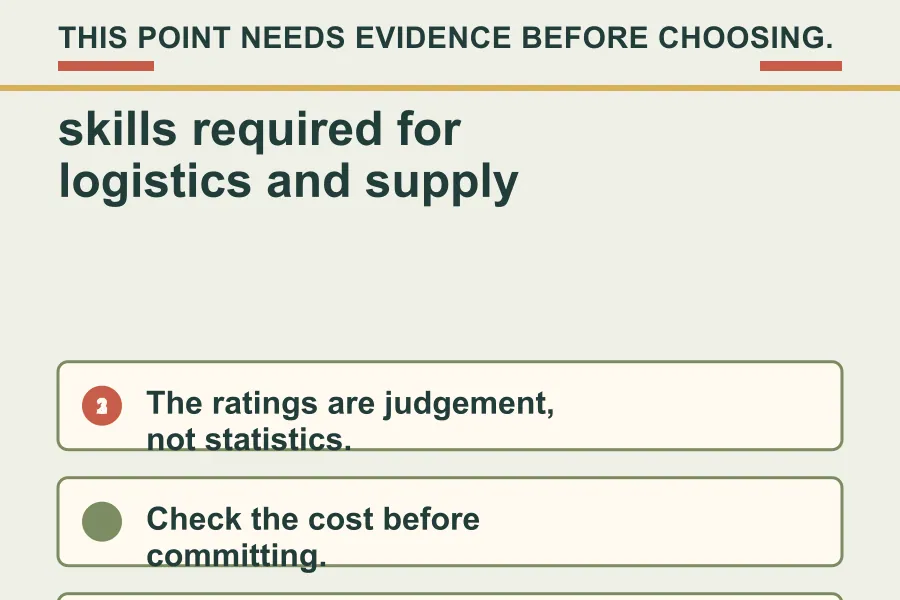 THIS POINT NEEDS EVIDENCE BEFORE CHOOSING.
skills required for
logistics and supply
The ratings are judgement,
not statistics.
Check the cost before
committing.